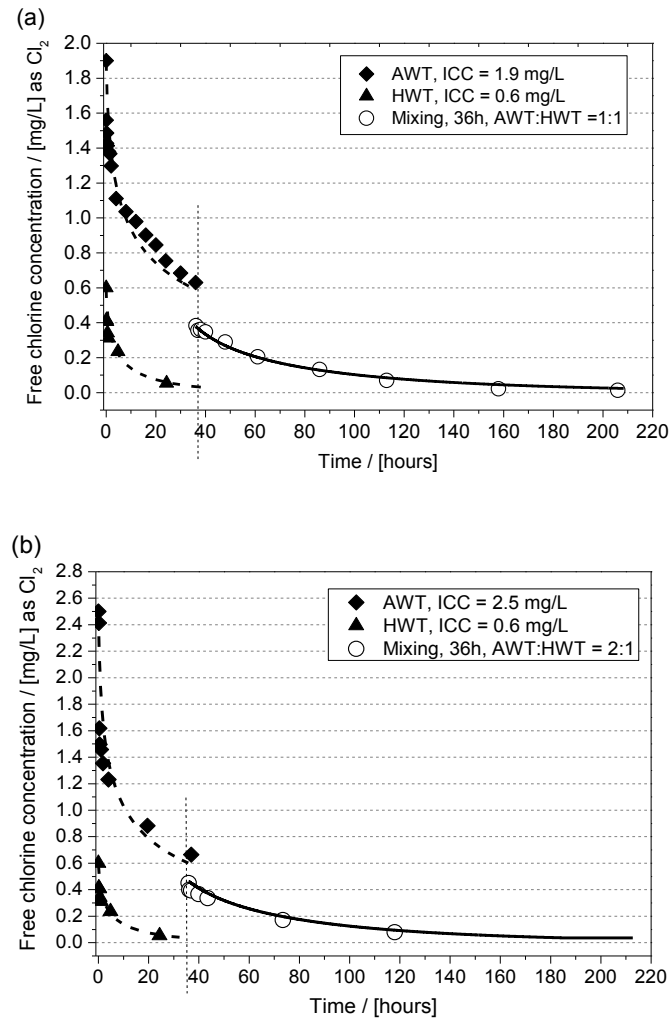 (a)
Free chlorine concentration / [mg/L] as Cl₂
2.0
1.8
1.6
1.4
1.2
1.0
0.8
0.6
0.4
0.2
0.0
AWT, ICC = 1.9 mg/L
HWT, ICC = 0.6 mg/L
Mixing, 36h, AWT:HWT =1:1
0 20 40 60 80 100 120 140 160 180 200 220
Time / [hours]
(b)
Free chlorine concentration / [mg/L] as Cl₂
2.8
2.6
2.4
2.2
2.0
1.8
1.6
1.4
1.2
1.0
0.8
0.6
0.4
0.2
0.0
AWT, ICC = 2.5 mg/L
HWT, ICC = 0.6 mg/L
Mixing, 36h, AWT:HWT = 2:1
0 20 40 60 80 100 120 140 160 180 200 220
Time / [hours]